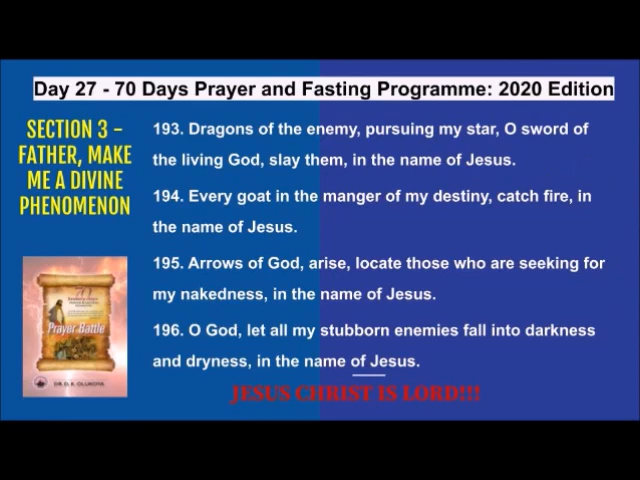 Day 27 - 70 Days Prayer and Fasting Programme: 2020 Edition
SECTION 3 –
FATHER, MAKE
ME A DIVINE
PHENOMENON
193. Dragons of the enemy, pursuing my star, O sword of
the living God, slay them, in the name of Jesus.
194. Every goat in the manger of my destiny, catch fire, in
the name of Jesus.
195. Arrows of God, arise, locate those who are seeking for
my nakedness, in the name of Jesus.
196. O God, let all my stubborn enemies fall into darkness
and dryness, in the name of Jesus.
70
Prayer Battle
DR. D. K. OLUKOYA
JESUS CHRIST IS LORD!!!